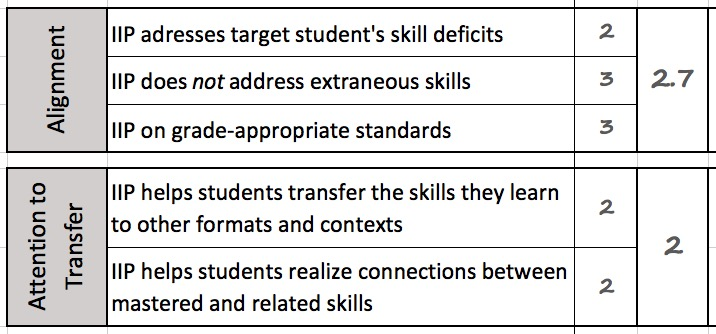 Alignment
IIP adresses target student's skill deficits 2
IIP does not address extraneous skills 3
IIP on grade-appropriate standards 3
2.7
Attention to
Transfer
IIP helps students transfer the skills they learn
to other formats and contexts
2
IIP helps students realize connections between
mastered and related skills
2
2